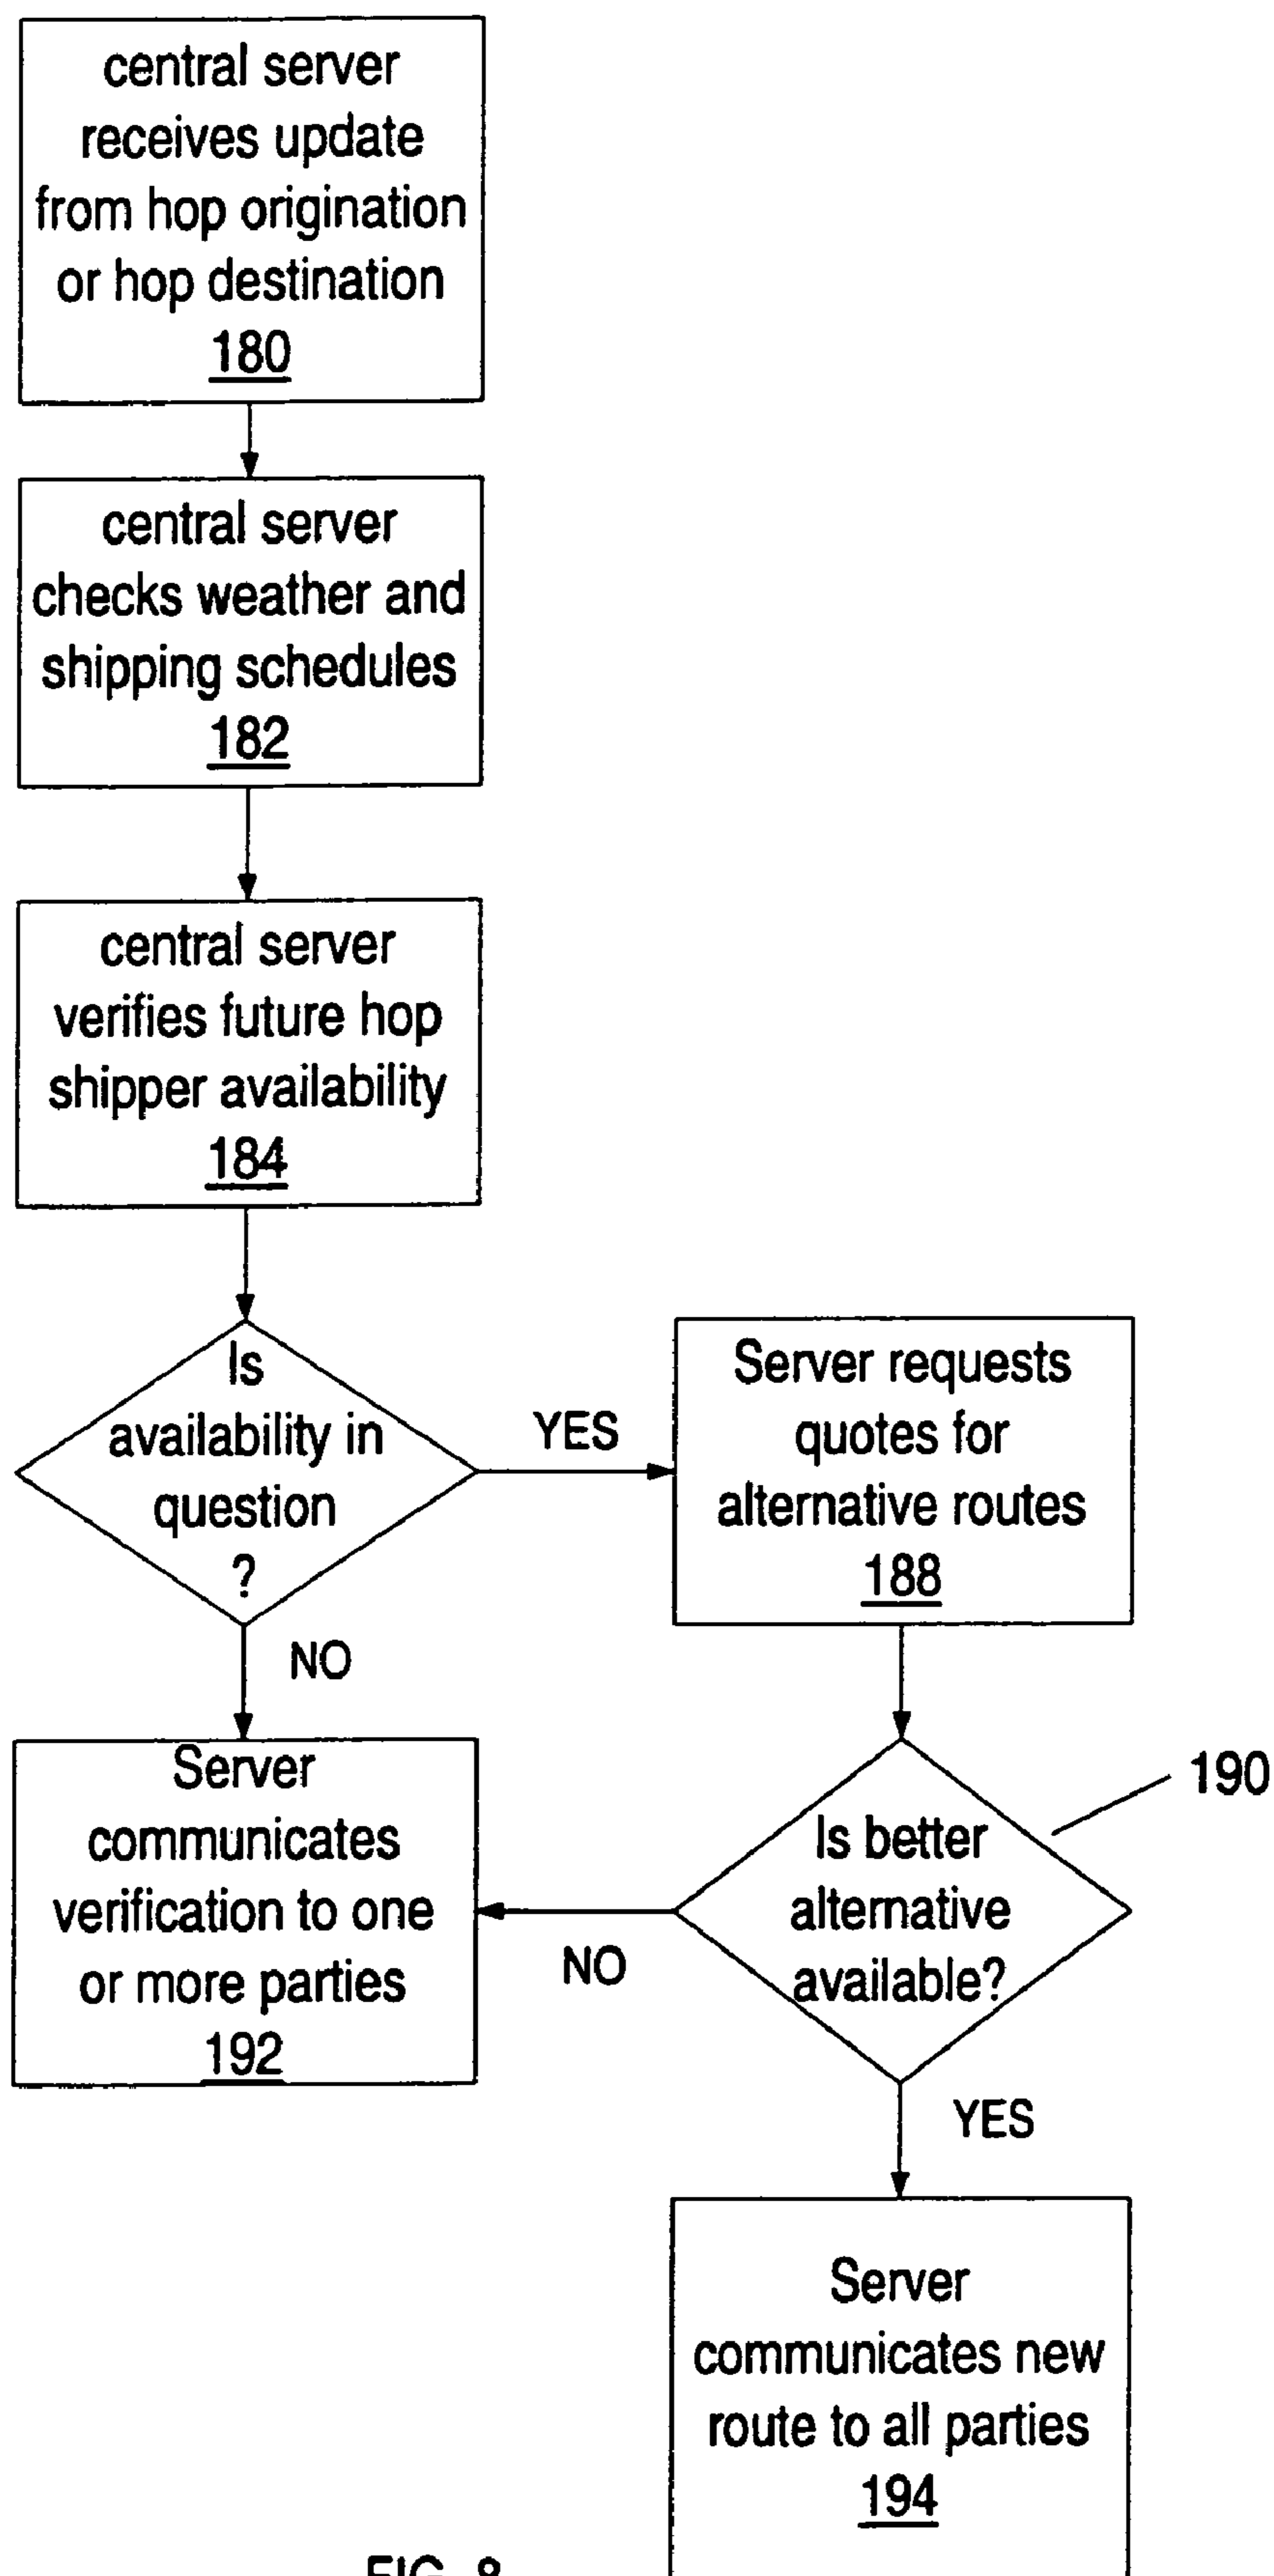 central server
receives update
from hop origination
or hop destination
180
central server
checks weather and
shipping schedules
182
central server
verifies future hop
shipper availability
184
Is
availability in
question
?
YES
NO
Server requests
quotes for
alternative routes
188
Is better
alternative
available?
190
NO
YES
Server
communicates
verification to one
or more parties
192
Server
communicates new
route to all parties
194
FIG. 8